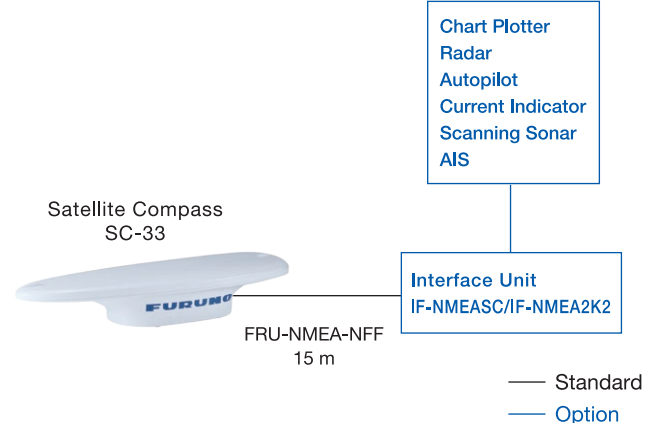 Chart Plotter
Radar
Autopilot
Current Indicator
Scanning Sonar
AIS
Satellite Compass
SC-33
FURUNO
Interface Unit
IF-NMEASC/IF-NMEA2K2
FRU-NMEA-NFF
15 m
Standard
Option